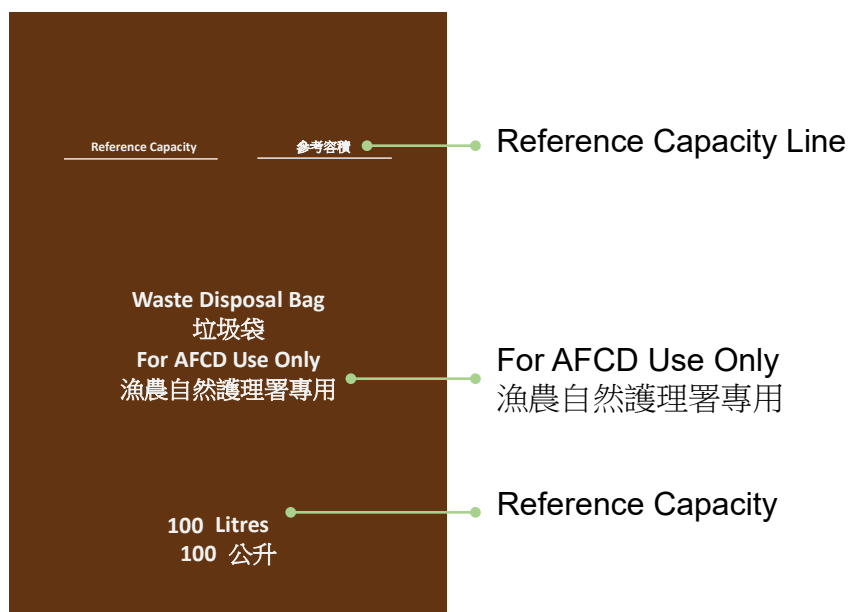 Reference Capacity
參考容積
Reference Capacity Line
Waste Disposal Bag
垃圾袋
For AFCD Use Only
漁農自然護理署專用
For AFCD Use Only
漁農自然護理署專用
100 Litres
100 公升
Reference Capacity